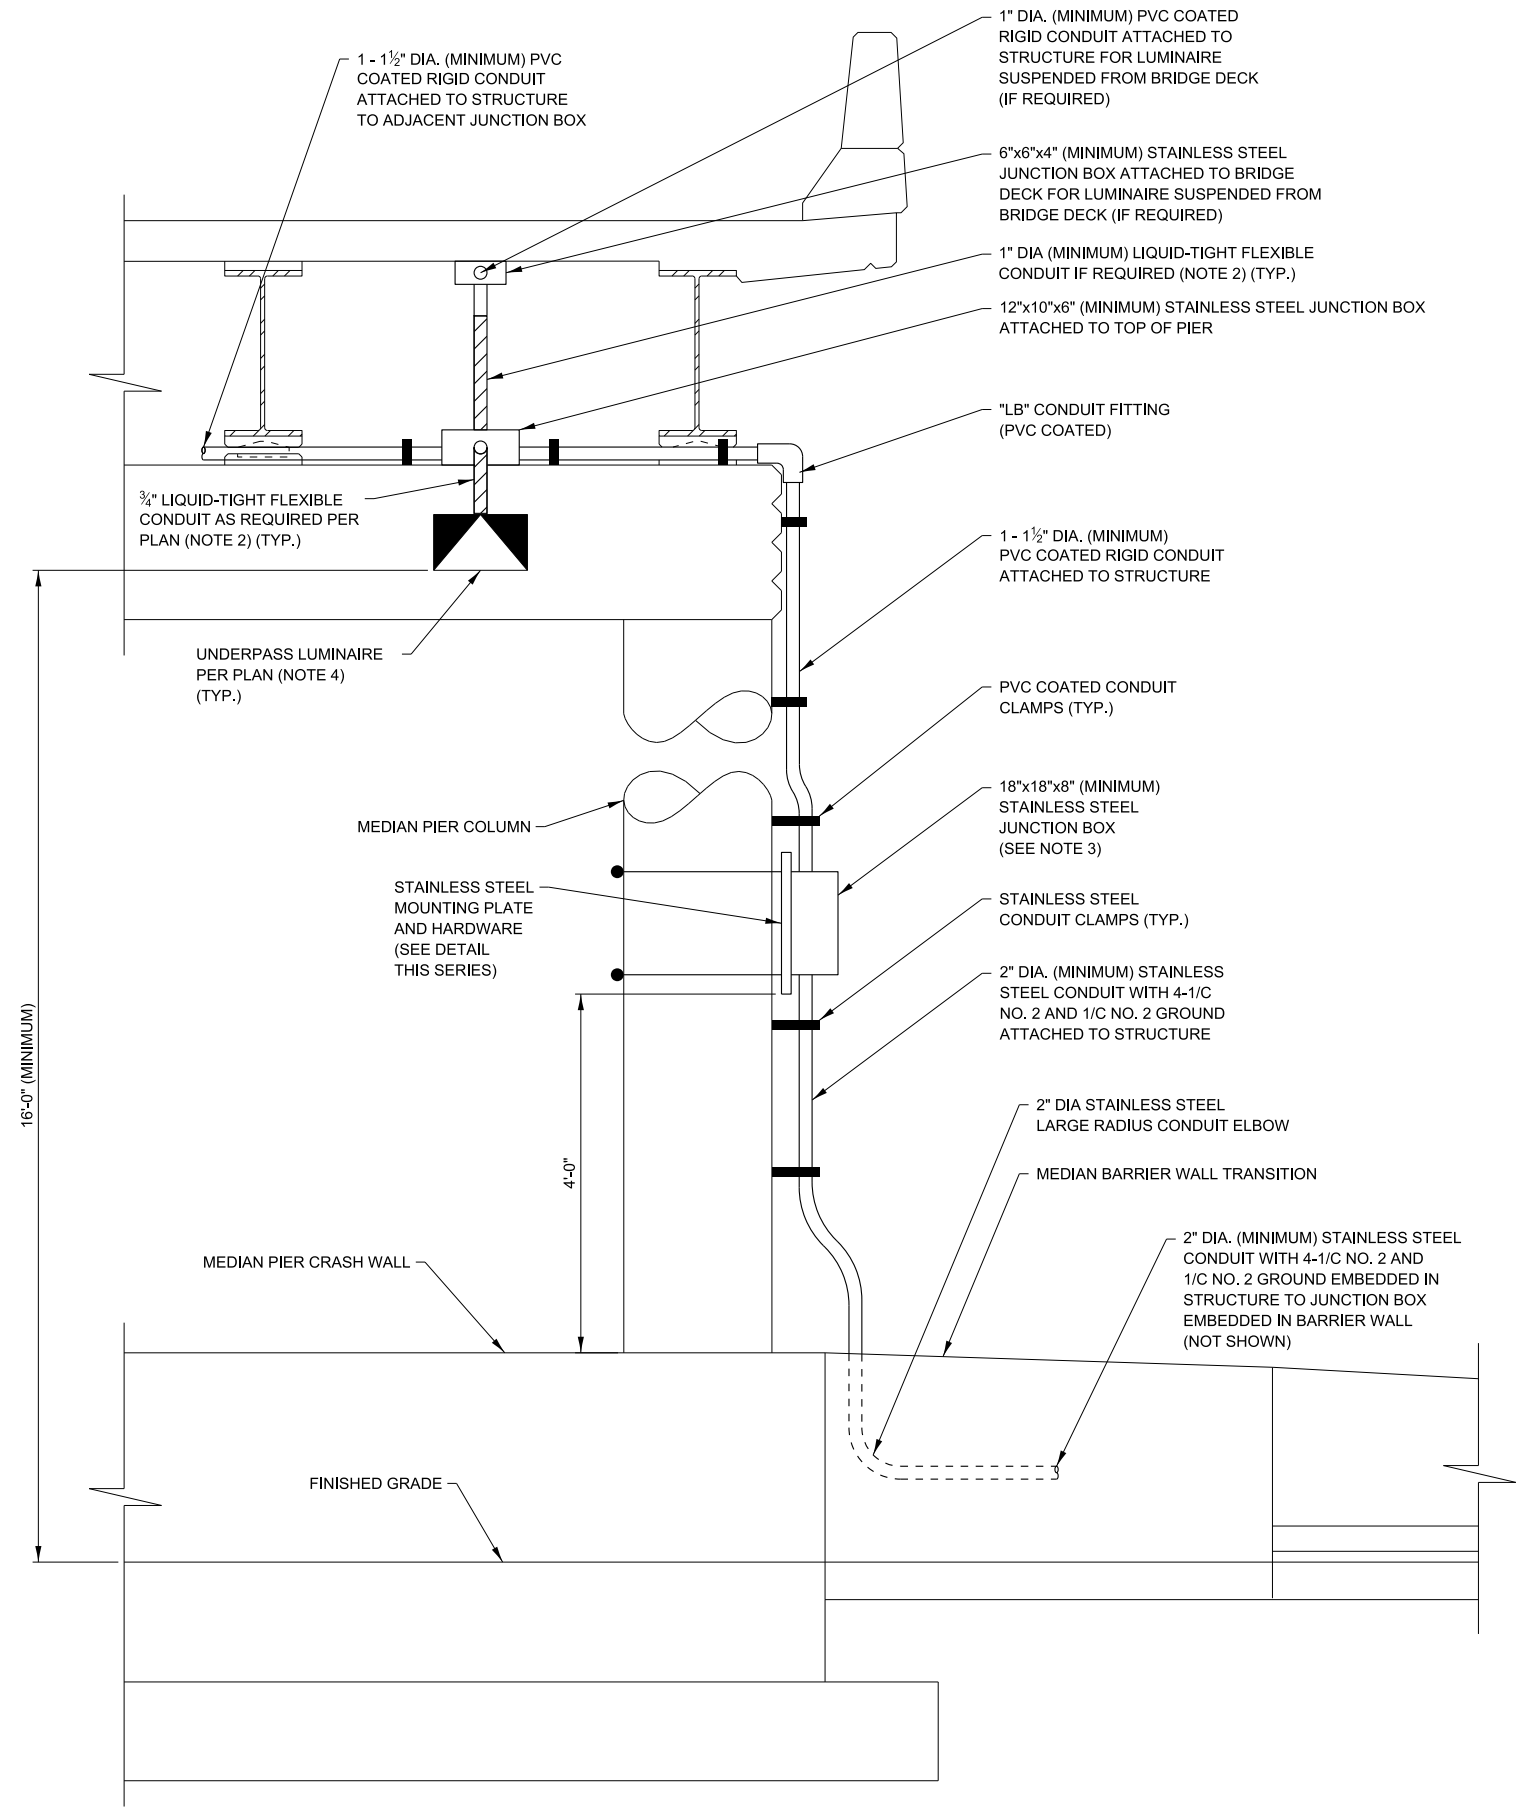 1 - 1½" DIA. (MINIMUM) PVC
COATED RIGID CONDUIT
ATTACHED TO STRUCTURE
TO ADJACENT JUNCTION BOX
1" DIA. (MINIMUM) PVC COATED
RIGID CONDUIT ATTACHED TO
STRUCTURE FOR LUMINAIRE
SUSPENDED FROM BRIDGE DECK
(IF REQUIRED)
6"x6"x4" (MINIMUM) STAINLESS STEEL
JUNCTION BOX ATTACHED TO BRIDGE
DECK FOR LUMINAIRE SUSPENDED FROM
BRIDGE DECK (IF REQUIRED)
1" DIA (MINIMUM) LIQUID-TIGHT FLEXIBLE
CONDUIT IF REQUIRED (NOTE 2) (TYP.)
12"x10"x6" (MINIMUM) STAINLESS STEEL JUNCTION BOX
ATTACHED TO TOP OF PIER
"LB" CONDUIT FITTING
(PVC COATED)
¾" LIQUID-TIGHT FLEXIBLE
CONDUIT AS REQUIRED PER
PLAN (NOTE 2) (TYP.)
1 - 1½" DIA. (MINIMUM)
PVC COATED RIGID CONDUIT
ATTACHED TO STRUCTURE
UNDERPASS LUMINAIRE
PER PLAN (NOTE 4)
(TYP.)
PVC COATED CONDUIT
CLAMPS (TYP.)
MEDIAN PIER COLUMN
18"x18"x8" (MINIMUM)
STAINLESS STEEL
JUNCTION BOX
(SEE NOTE 3)
STAINLESS STEEL
MOUNTING PLATE
AND HARDWARE
(SEE DETAIL
THIS SERIES)
STAINLESS STEEL
CONDUIT CLAMPS (TYP.)
2" DIA. (MINIMUM) STAINLESS
STEEL CONDUIT WITH 4-1/C
NO. 2 AND 1/C NO. 2 GROUND
ATTACHED TO STRUCTURE
16'-0" (MINIMUM)
4'-0"
2" DIA STAINLESS STEEL
LARGE RADIUS CONDUIT ELBOW
MEDIAN BARRIER WALL TRANSITION
MEDIAN PIER CRASH WALL
2" DIA. (MINIMUM) STAINLESS STEEL
CONDUIT WITH 4-1/C NO. 2 AND
1/C NO. 2 GROUND EMBEDDED IN
STRUCTURE TO JUNCTION BOX
EMBEDDED IN BARRIER WALL
(NOT SHOWN)
FINISHED GRADE